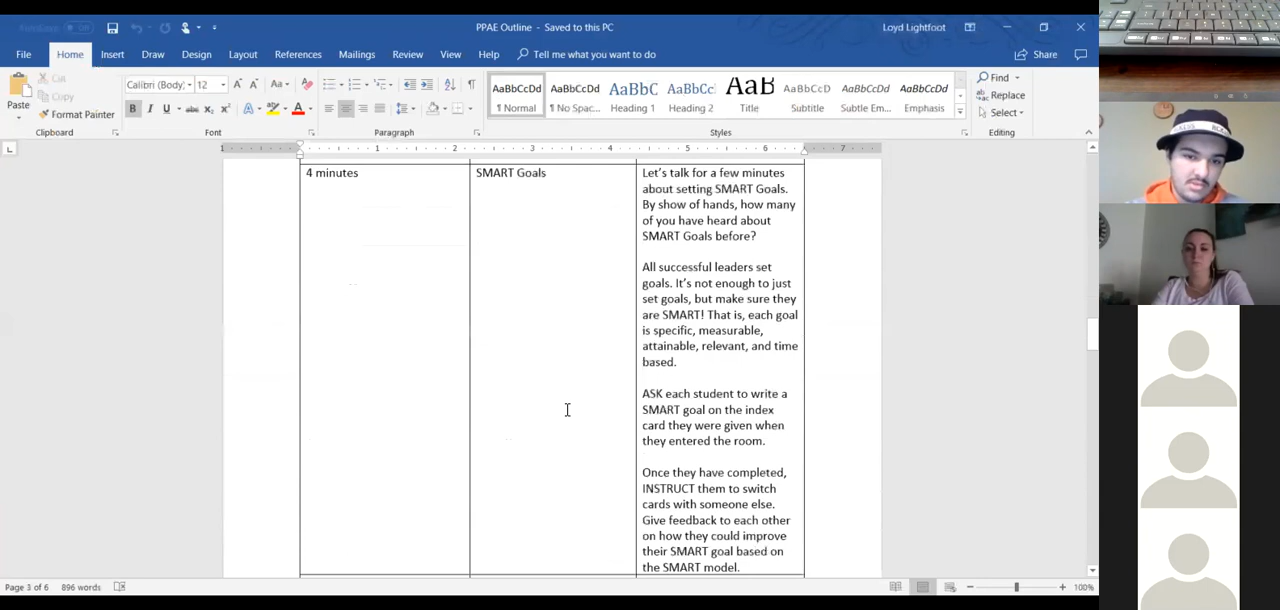 PPAE Outline - Saved to this PC
Loyd Lightfoot
File Home Insert Draw Design Layout References Mailings Review View Help Tell me what you want to do
Share
Paste
Cut
Copy
Format Painter
Calibri (Body) 12
AaBbCcDd AaBbCcDd AaBbC AaBbCc AaB AaBbCcD AaBbCcDd AaBbCcDd
¶ Normal ¶ No Spac... Heading 1 Heading 2 Title Subtitle Subtle Em... Emphasis
Find
Replace
Select
Clipboard Font Paragraph Styles Editing
1 1 2 3 4 5 6 7
4 minutes
SMART Goals
Let's talk for a few minutes
about setting SMART Goals.
By show of hands, how many
of you have heard about
SMART Goals before?
All successful leaders set
goals. It's not enough to just
set goals, but make sure they
are SMART! That is, each goal
is specific, measurable,
attainable, relevant, and time
based.
ASK each student to write a
SMART goal on the index
card they were given when
they entered the room.
Once they have completed,
INSTRUCT them to switch
cards with someone else.
Give feedback to each other
on how they could improve
their SMART goal based on
the SMART model.
Page 3 of 6 896 words
100%